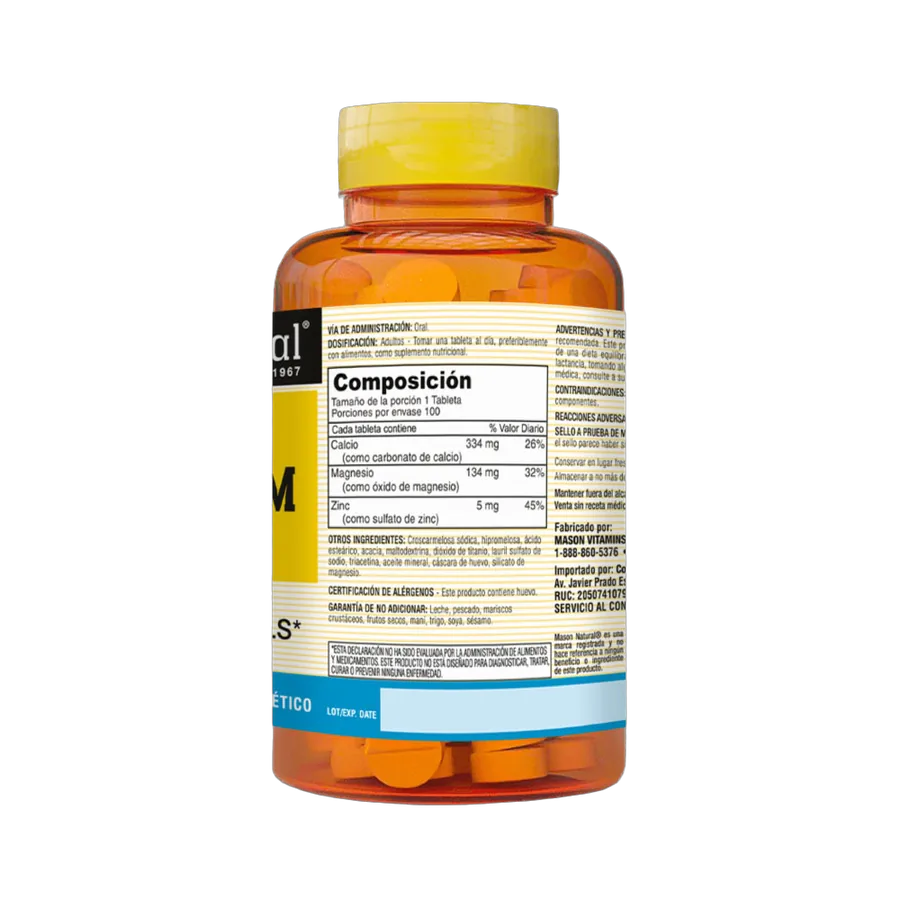 al®
1967
M
LS*
ÉTICO
VÍA DE ADMINISTRACIÓN: Oral.
DOSIFICACIÓN: Adultos - Tomar una tableta al día, preferiblemente
con alimentos, como suplemento nutricional.
Composición
Tamaño de la porción 1 Tableta
Porciones por envase 100
Cada tableta contiene % Valor Diario
Calcio 334 mg 26%
(como carbonato de calcio)
Magnesio 134 mg 32%
(como óxido de magnesio)
Zinc 5 mg 45%
(como sulfato de zinc)
OTROS INGREDIENTES: Croscarmelosa sódica, hipromelosa, ácido
esteárico, acacia, maltodextrina, dióxido de titanio, lauril sulfato de
sodio, triacetina, aceite mineral, cáscara de huevo, silicato de
magnesio.
CERTIFICACIÓN DE ALÉRGENOS - Este producto contiene huevo.
GARANTÍA DE NO ADICIONAR: Leche, pescado, mariscos
crustáceos, frutos secos, maní, trigo, soya, sésamo.
*ESTA DECLARACIÓN NO HA SIDO EVALUADA POR LA ADMINISTRACIÓN DE ALIMENTOS
Y MEDICAMENTOS. ESTE PRODUCTO NO ESTÁ DISEÑADO PARA DIAGNOSTICAR, TRATAR,
CURAR O PREVENIR NINGUNA ENFERMEDAD.
LOT/EXP. DATE
ADVERTENCIAS Y PRE
recomendada. Este pr
de una dieta equilibr
lactancia, tomando al
médica, consulte a su
CONTRAINDICACIONES:
componentes.
REACCIONES ADVERSA
SELLO A PRUEBA DE M
el sello parece haber s
Conservar en lugar fres
Almacenar a no más de
Mantener fuera del alca
Venta sin receta médic
Fabricado por:
MASON VITAMINS
1-888-860-5376 •
Importado por: Co
Av. Javier Prado Es
RUC: 2050741079
SERVICIO AL CON
Mason Natural® es una
marca registrada y no
hace referencia a ningún
beneficio o ingrediente
de este producto.